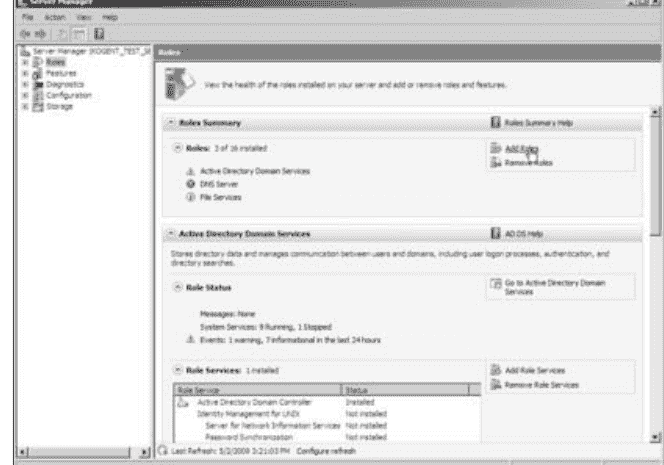 Server Manager
File Action View Help
Server Manager (KOGENT_TEST_SE
Roles
Features
Diagnostics
Configuration
Storage
Roles
View the health of the roles installed on your server and add or remove roles and features.
Roles Summary
Roles Summary Help
Roles: 3 of 16 installed
Add Roles
Remove Roles
Active Directory Domain Services
DNS Server
File Services
Active Directory Domain Services
AD DS Help
Stores directory data and manages communication between users and domains, including user logon processes, authentication, and
directory searches.
Role Status
Go to Active Directory Domain
Services
Messages: None
System Services: 9 Running, 1 Stopped
Events: 1 warning, 7 informational in the last 24 hours
Role Services: 1 installed
Add Role Services
Remove Role Services
Role Service Status
Active Directory Domain Controller Installed
Identity Management for UNIX Not installed
Server for Network Information Services Not installed
Password Synchronization Not installed
Last Refresh: 5/2/2009 3:21:03 PM Configure refresh